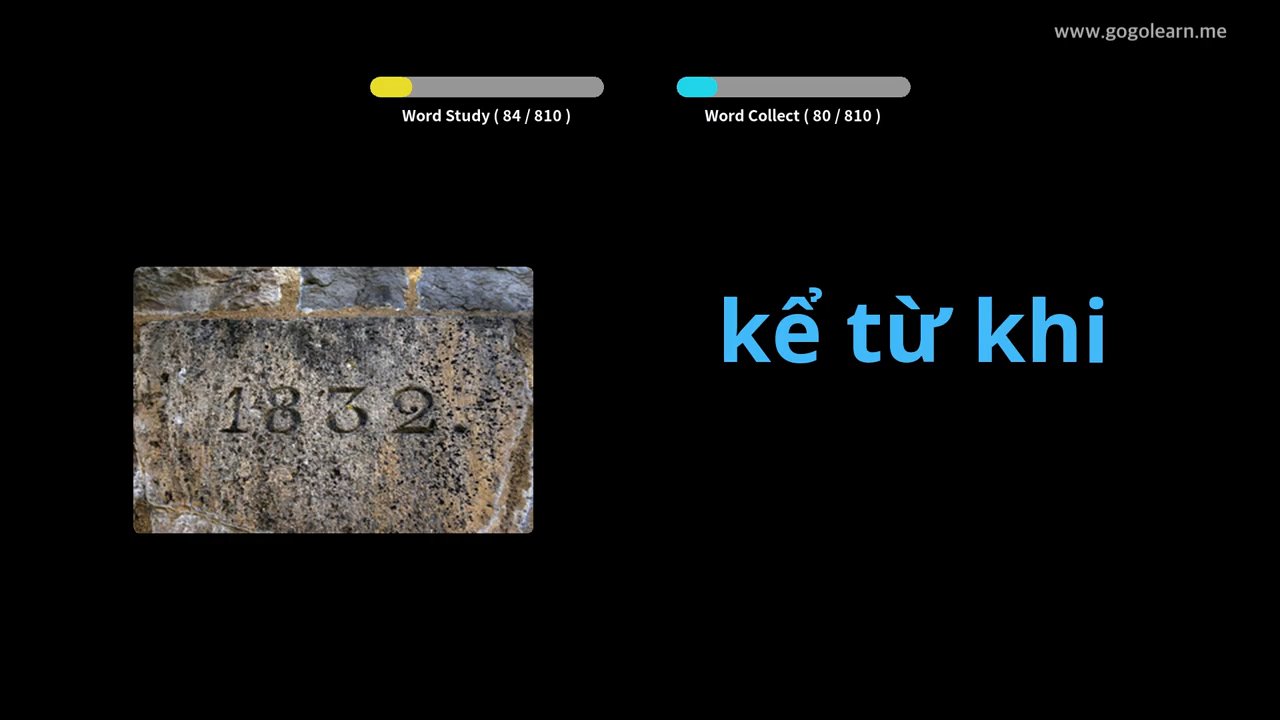 www.gogolearn.me
Word Study ( 84 / 810 )
Word Collect ( 80 / 810 )
kể từ khi
1832.